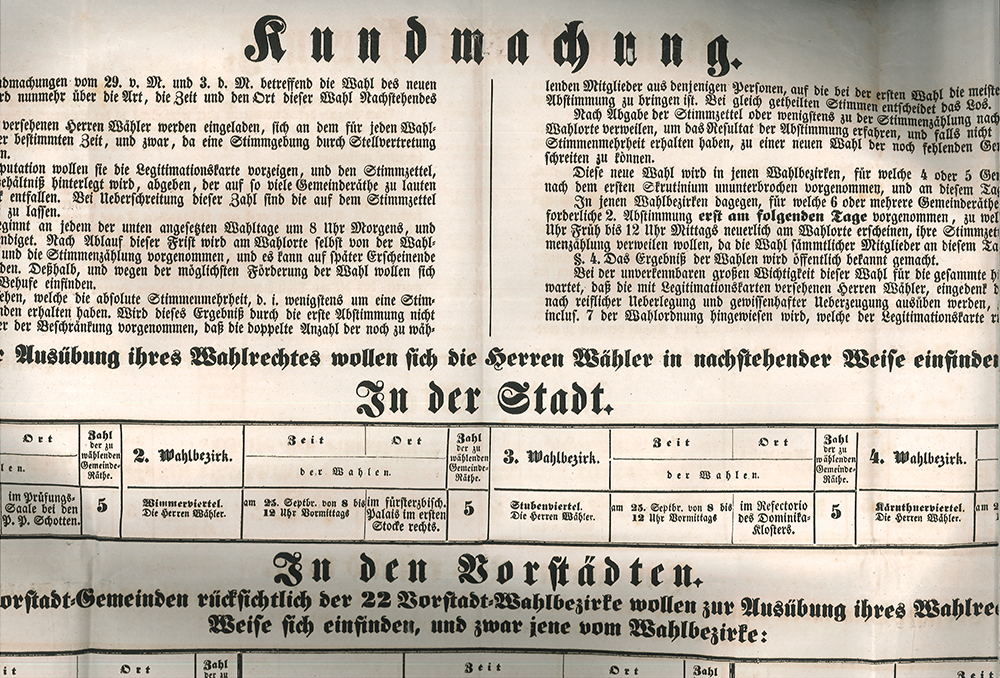 Kundmachung.
dmachungen vom 29. v. M. und 3. d. M. betreffend die Wahl des neuen
rd nunmehr über die Art, die Zeit und den Ort dieser Wahl Nachstehendes
versehenen Herren Wähler werden eingeladen, sich an dem für jeden Wahl-
er bestimmten Zeit, und zwar, da eine Stimmgebung durch Stellvertretung
n.
putation wollen sie die Legitimationskarte vorzeigen, und den Stimmzettel,
ehältniß hinterlegt wird, abgeben, der auf so viele Gemeinderäthe zu lauten
entfallen. Bei Ueberschreitung dieser Zahl sind die auf dem Stimmzettel
zu lassen.
ginnt an jedem der unten angesetzten Wahltage um 8 Uhr Morgens, und
ndiget. Nach Ablauf dieser Frist wird am Wahlorte selbst von der Wahl-
und die Stimmenzählung vorgenommen, und es kann auf später Erscheinende
den. Deßhalb, und wegen der möglichsten Förderung der Wahl wollen sich
Behufe einfinden.
ehen, welche die absolute Stimmenmehrheit, d. i. wenigstens um eine Stim-
nden erhalten haben. Wird dieses Ergebniß durch die erste Abstimmung nicht
er der Beschränkung vorgenommen, daß die doppelte Anzahl der noch zu wäh-
lenden Mitglieder aus denjenigen Personen, auf die bei der ersten Wahl die meiste
Abstimmung zu bringen ist. Bei gleich getheilten Stimmen entscheidet das Los.
Nach Abgabe der Stimmzettel oder wenigstens zu der Stimmenzählung nach
Wahlorte verweilen, um das Resultat der Abstimmung erfahren, und falls nicht
Stimmenmehrheit erhalten haben, zu einer neuen Wahl der noch fehlenden Gem
schreiten zu können.
Diese neue Wahl wird in jenen Wahlbezirken, für welche 4 oder 5 Gem
nach dem ersten Skrutinium ununterbrochen vorgenommen, und an diesem Tag
In jenen Wahlbezirken dagegen, für welche 6 oder mehrere Gemeinderäthe
forderliche 2. Abstimmung erst am folgenden Tage vorgenommen, zu wel
Uhr Früh bis 12 Uhr Mittags neuerlich am Wahlorte erscheinen, ihre Stimmzett
menzählung verweilen wollen, da die Wahl sämmtlicher Mitglieder an diesem Ta
§. 4. Das Ergebniß der Wahlen wird öffentlich bekannt gemacht.
Bei der unverkennbaren großen Wichtigkeit dieser Wahl für die gesammte h
wartet, daß die mit Legitimationskarten versehenen Herren Wähler, eingedenk d
nach reiflicher Ueberlegung und gewissenhafter Ueberzeugung ausüben werden,
inclus. 7 der Wahlordnung hingewiesen wird, welche der Legitimationskarte r
r Ausübung ihres Wahlrechtes wollen sich die Herren Wähler in nachstehender Weise einfinden
In der Stadt.
Ort
len.
Zahl der zu wählenden Gemeinde-Räthe.
2. Wahlbezirk.
Zeit Ort
der Wahlen.
Zahl der zu wählenden Gemeinde-Räthe.
3. Wahlbezirk.
Zeit Ort
der Wahlen.
Zahl der zu wählenden Gemeinde-Räthe.
4. Wahlbezirk.
im Prüfungs-
Saale bei den
P. P. Schotten.
5
Wimmerviertel.
Die Herren Wähler.
am 25. Septbr. von 8 bis
12 Uhr Vormittags
im fürsterzbisch.
Palais im ersten
Stocke rechts.
5
Stubenviertel.
Die Herren Wähler.
am 25. Septbr. von 8 bis
12 Uhr Vormittags
im Refectorio
des Dominika-
Klosters.
5
Kärnthnerviertel.
Die Herren Wähler.
am 2
In den Vorstädten.
orstadt-Gemeinden rücksichtlich der 22 Vorstadt-Wahlbezirke wollen zur Ausübung ihres Wahlrec
Weise sich einfinden, und zwar jene vom Wahlbezirke:
it Ort Zahl der zu Zeit Ort Zahl der zu Zeit